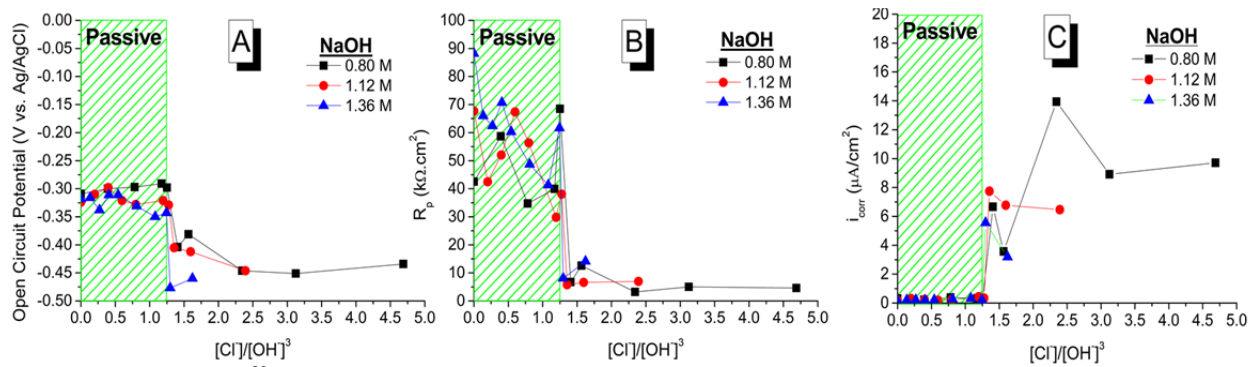 A
Passive
NaOH
0.80 M
1.12 M
1.36 M
0.00
-0.05
-0.10
-0.15
-0.20
-0.25
-0.30
-0.35
-0.40
-0.45
-0.50
Open Circuit Potential (V vs. Ag/AgCl)
0.0 0.5 1.0 1.5 2.0 2.5 3.0 3.5 4.0 4.5 5.0
[Cl⁻]/[OH⁻]³
B
Passive
NaOH
0.80 M
1.12 M
1.36 M
100
90
80
70
60
50
40
30
20
10
0
Rₚ (kΩ.cm²)
0.0 0.5 1.0 1.5 2.0 2.5 3.0 3.5 4.0 4.5 5.0
[Cl⁻]/[OH⁻]³
C
Passive
NaOH
0.80 M
1.12 M
1.36 M
20
18
16
14
12
10
8
6
4
2
0
i_corr (µA/cm²)
0.0 0.5 1.0 1.5 2.0 2.5 3.0 3.5 4.0 4.5 5.0
[Cl⁻]/[OH⁻]³